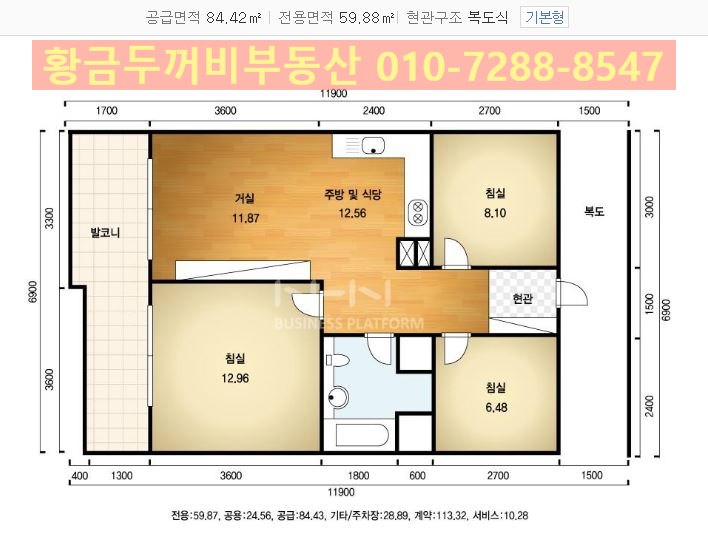 공급면적 84.42㎡ | 전용면적 59.88㎡ | 현관구조 복도식 기본형
황금두꺼비부동산 010-7288-8547
11900
1700 3600 2400 2700 1500
거실
11.87
주방 및 식당
12.56
침실
8.10
복도
발코니
3300
3600
6900
3000
1500
2400
6900
현관
NHN
BUSINESS PLATFORM
침실
12.96
침실
6.48
400 1300 3600 1800 600 2700 1500
11900
전용:59.87, 공용:24.56, 공급:84.43, 기타/주차장:28.89, 계약:113.32, 서비스:10.28